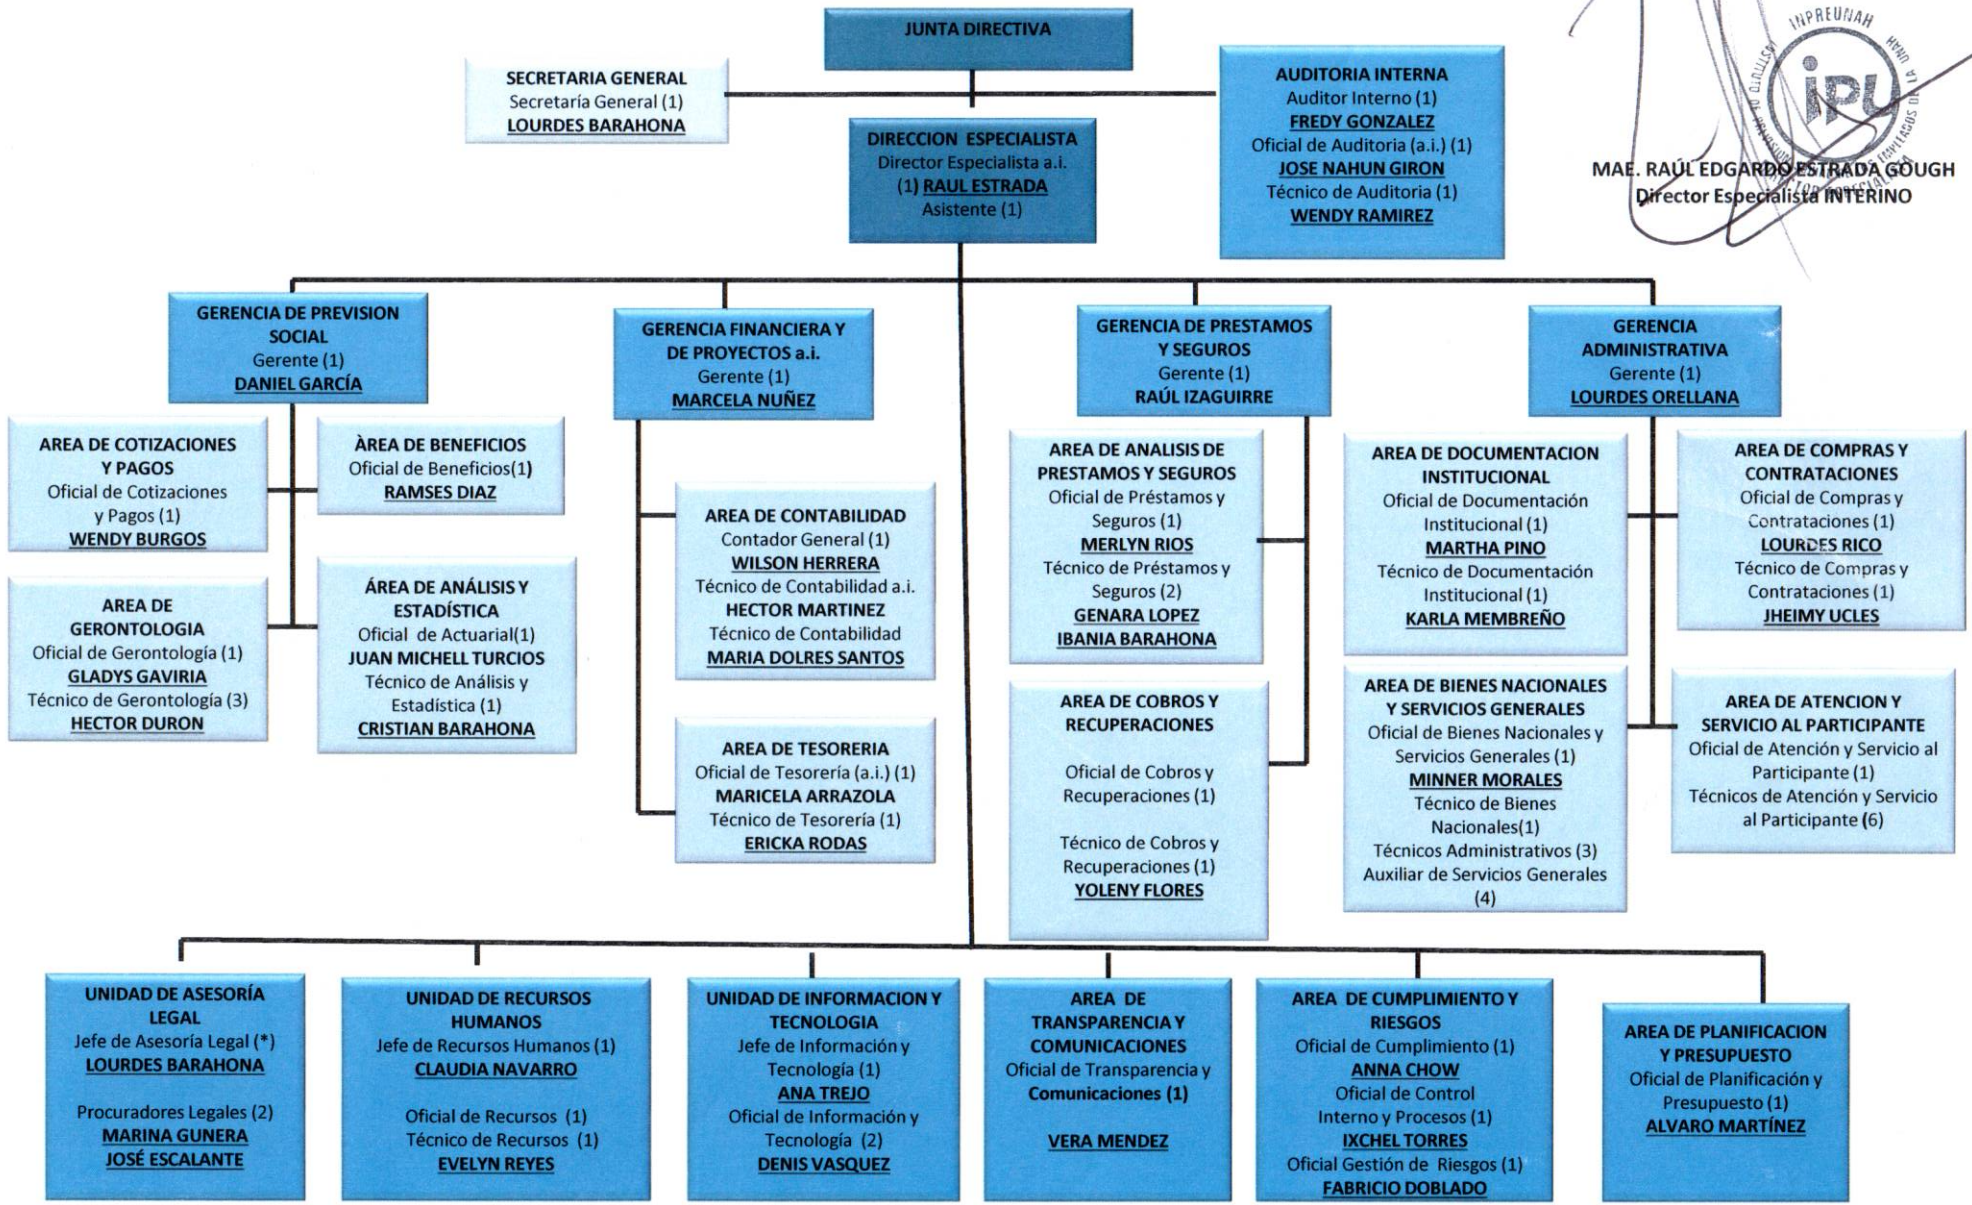 JUNTA DIRECTIVA
SECRETARIA GENERAL
Secretaría General (1)
LOURDES BARAHONA
AUDITORIA INTERNA
Auditor Interno (1)
FREDY GONZALEZ
Oficial de Auditoria (a.i.) (1)
JOSE NAHUN GIRON
Técnico de Auditoria (1)
WENDY RAMIREZ
INPREUNAH
ipu
MAE. RAÚL EDGARDO ESTRADA GOUGH
Director Especialista INTERINO
DIRECCION ESPECIALISTA
Director Especialista a.i.
(1) RAUL ESTRADA
Asistente (1)
GERENCIA DE PREVISION
SOCIAL
Gerente (1)
DANIEL GARCÍA
GERENCIA FINANCIERA Y
DE PROYECTOS a.i.
Gerente (1)
MARCELA NUÑEZ
GERENCIA DE PRESTAMOS
Y SEGUROS
Gerente (1)
RAÚL IZAGUIRRE
GERENCIA
ADMINISTRATIVA
Gerente (1)
LOURDES ORELLANA
AREA DE COTIZACIONES
Y PAGOS
Oficial de Cotizaciones
y Pagos (1)
WENDY BURGOS
ÀREA DE BENEFICIOS
Oficial de Beneficios(1)
RAMSES DIAZ
AREA DE
GERONTOLOGIA
Oficial de Gerontología (1)
GLADYS GAVIRIA
Técnico de Gerontología (3)
HECTOR DURON
ÁREA DE ANÁLISIS Y
ESTADÍSTICA
Oficial de Actuarial(1)
JUAN MICHELL TURCIOS
Técnico de Análisis y
Estadística (1)
CRISTIAN BARAHONA
AREA DE CONTABILIDAD
Contador General (1)
WILSON HERRERA
Técnico de Contabilidad a.i.
HECTOR MARTINEZ
Técnico de Contabilidad
MARIA DOLRES SANTOS
AREA DE TESORERIA
Oficial de Tesorería (a.i.) (1)
MARICELA ARRAZOLA
Técnico de Tesorería (1)
ERICKA RODAS
AREA DE ANALISIS DE
PRESTAMOS Y SEGUROS
Oficial de Préstamos y
Seguros (1)
MERLYN RIOS
Técnico de Préstamos y
Seguros (2)
GENARA LOPEZ
IBANIA BARAHONA
AREA DE COBROS Y
RECUPERACIONES
Oficial de Cobros y
Recuperaciones (1)
Técnico de Cobros y
Recuperaciones (1)
YOLENY FLORES
AREA DE DOCUMENTACION
INSTITUCIONAL
Oficial de Documentación
Institucional (1)
MARTHA PINO
Técnico de Documentación
Institucional (1)
KARLA MEMBREÑO
AREA DE COMPRAS Y
CONTRATACIONES
Oficial de Compras y
Contrataciones (1)
LOURDES RICO
Técnico de Compras y
Contrataciones (1)
JHEIMY UCLES
AREA DE BIENES NACIONALES
Y SERVICIOS GENERALES
Oficial de Bienes Nacionales y
Servicios Generales (1)
MINNER MORALES
Técnico de Bienes
Nacionales(1)
Técnicos Administrativos (3)
Auxiliar de Servicios Generales
(4)
AREA DE ATENCION Y
SERVICIO AL PARTICIPANTE
Oficial de Atención y Servicio al
Participante (1)
Técnicos de Atención y Servicio
al Participante (6)
UNIDAD DE ASESORÍA
LEGAL
Jefe de Asesoría Legal (*)
LOURDES BARAHONA
Procuradores Legales (2)
MARINA GUNERA
JOSÉ ESCALANTE
UNIDAD DE RECURSOS
HUMANOS
Jefe de Recursos Humanos (1)
CLAUDIA NAVARRO
Oficial de Recursos (1)
Técnico de Recursos (1)
EVELYN REYES
UNIDAD DE INFORMACION Y
TECNOLOGIA
Jefe de Información y
Tecnología (1)
ANA TREJO
Oficial de Información y
Tecnología (2)
DENIS VASQUEZ
AREA DE
TRANSPARENCIA Y
COMUNICACIONES
Oficial de Transparencia y
Comunicaciones (1)
VERA MENDEZ
AREA DE CUMPLIMIENTO Y
RIESGOS
Oficial de Cumplimiento (1)
ANNA CHOW
Oficial de Control
Interno y Procesos (1)
IXCHEL TORRES
Oficial Gestión de Riesgos (1)
FABRICIO DOBLADO
AREA DE PLANIFICACION
Y PRESUPUESTO
Oficial de Planificación y
Presupuesto (1)
ALVARO MARTÍNEZ